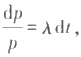 dp/p = λ dt,